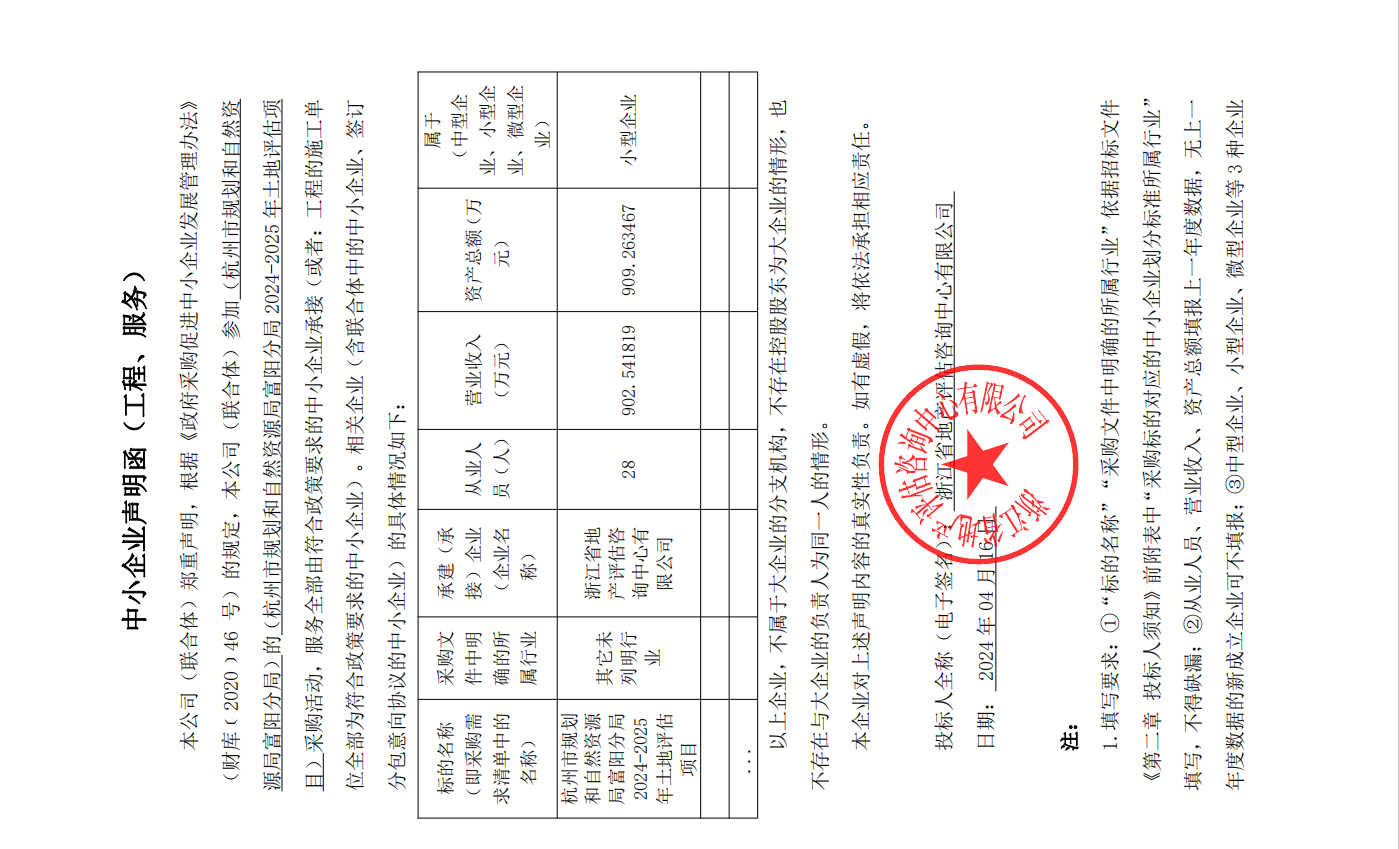 中小企业声明函（工程、服务）
本公司（联合体）郑重声明，根据《政府采购促进中小企业发展管理办法》
（财库﹝2020﹞46 号）的规定，本公司（联合体）参加（杭州市规划和自然资
源局富阳分局）的（杭州市规划和自然资源局富阳分局 2024-2025 年土地评估项
目）采购活动，服务全部由符合政策要求的中小企业承接（或者：工程的施工单
位全部为符合政策要求的中小企业）。相关企业（含联合体中的中小企业、签订
分包意向协议的中小企业）的具体情况如下：
标的名称
（即采购需
求清单中的
名称）
采购文
件中明
确的所
属行业
承建（承
接）企业
（企业名
称）
从业人
员（人）
营业收入
（万元）
资产总额（万
元）
属于
（中型企
业、小型企
业、微型企
业）
杭州市规划
和自然资源
局富阳分局
2024-2025
年土地评估
项目
其它未
列明行
业
浙江省地
产评估咨
询中心有
限公司
28
902.541819
909.263467
小型企业
...
以上企业，不属于大企业的分支机构，不存在控股股东为大企业的情形，也
不存在与大企业的负责人为同一人的情形。
本企业对上述声明内容的真实性负责。如有虚假，将依法承担相应责任。
投标人全称（电子签名）：浙江省地产评估咨询中心有限公司
日期： 2024 年 04 月 16 日
浙江省地产评估咨询中心有限公司
注：
1.填写要求：①“标的名称”“采购文件中明确的所属行业”依据招标文件
《第二章 投标人须知》前附表中“采购标的对应的中小企业划分标准所属行业”
填写，不得缺漏；②从业人员、营业收入、资产总额填报上一年度数据，无上一
年度数据的新成立企业可不填报；③中型企业、小型企业、微型企业等 3 种企业